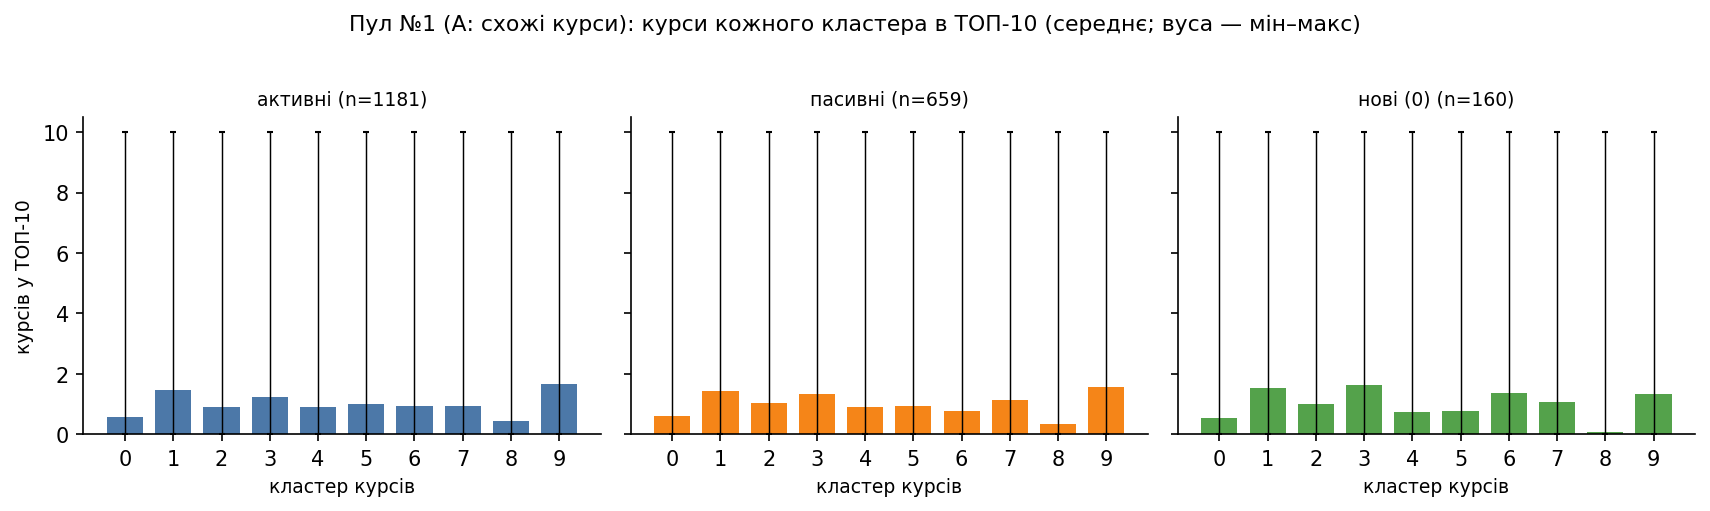 Пул №1 (A: схожі курси): курси кожного кластера в ТОП-10 (середнє; вуса — мін–макс)
активні (n=1181)
пасивні (n=659)
нові (0) (n=160)
курсів у ТОП-10
10
8
6
4
2
0
0 1 2 3 4 5 6 7 8 9
0 1 2 3 4 5 6 7 8 9
0 1 2 3 4 5 6 7 8 9
кластер курсів
кластер курсів
кластер курсів